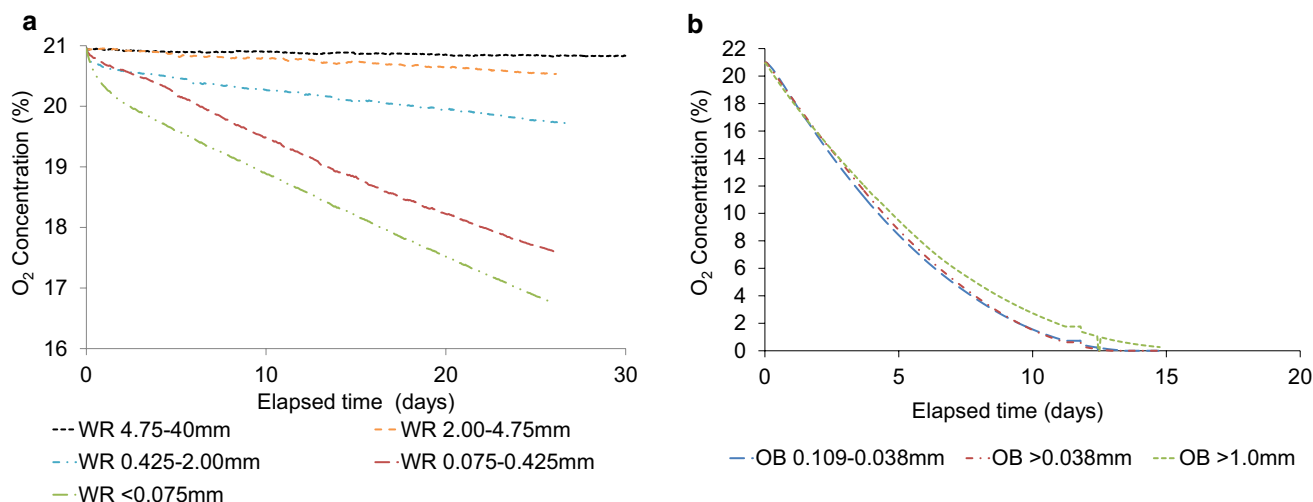 a
21
20
19
18
17
16
O2 Concentration (%)
0 10 20 30
Elapsed time (days)
WR 4.75-40mm WR 2.00-4.75mm
WR 0.425-2.00mm WR 0.075-0.425mm
WR <0.075mm
b
22
20
18
16
14
12
10
8
6
4
2
0
O2 Concentration (%)
0 5 10 15 20
Elapsed time (days)
OB 0.109-0.038mm OB >0.038mm OB >1.0mm